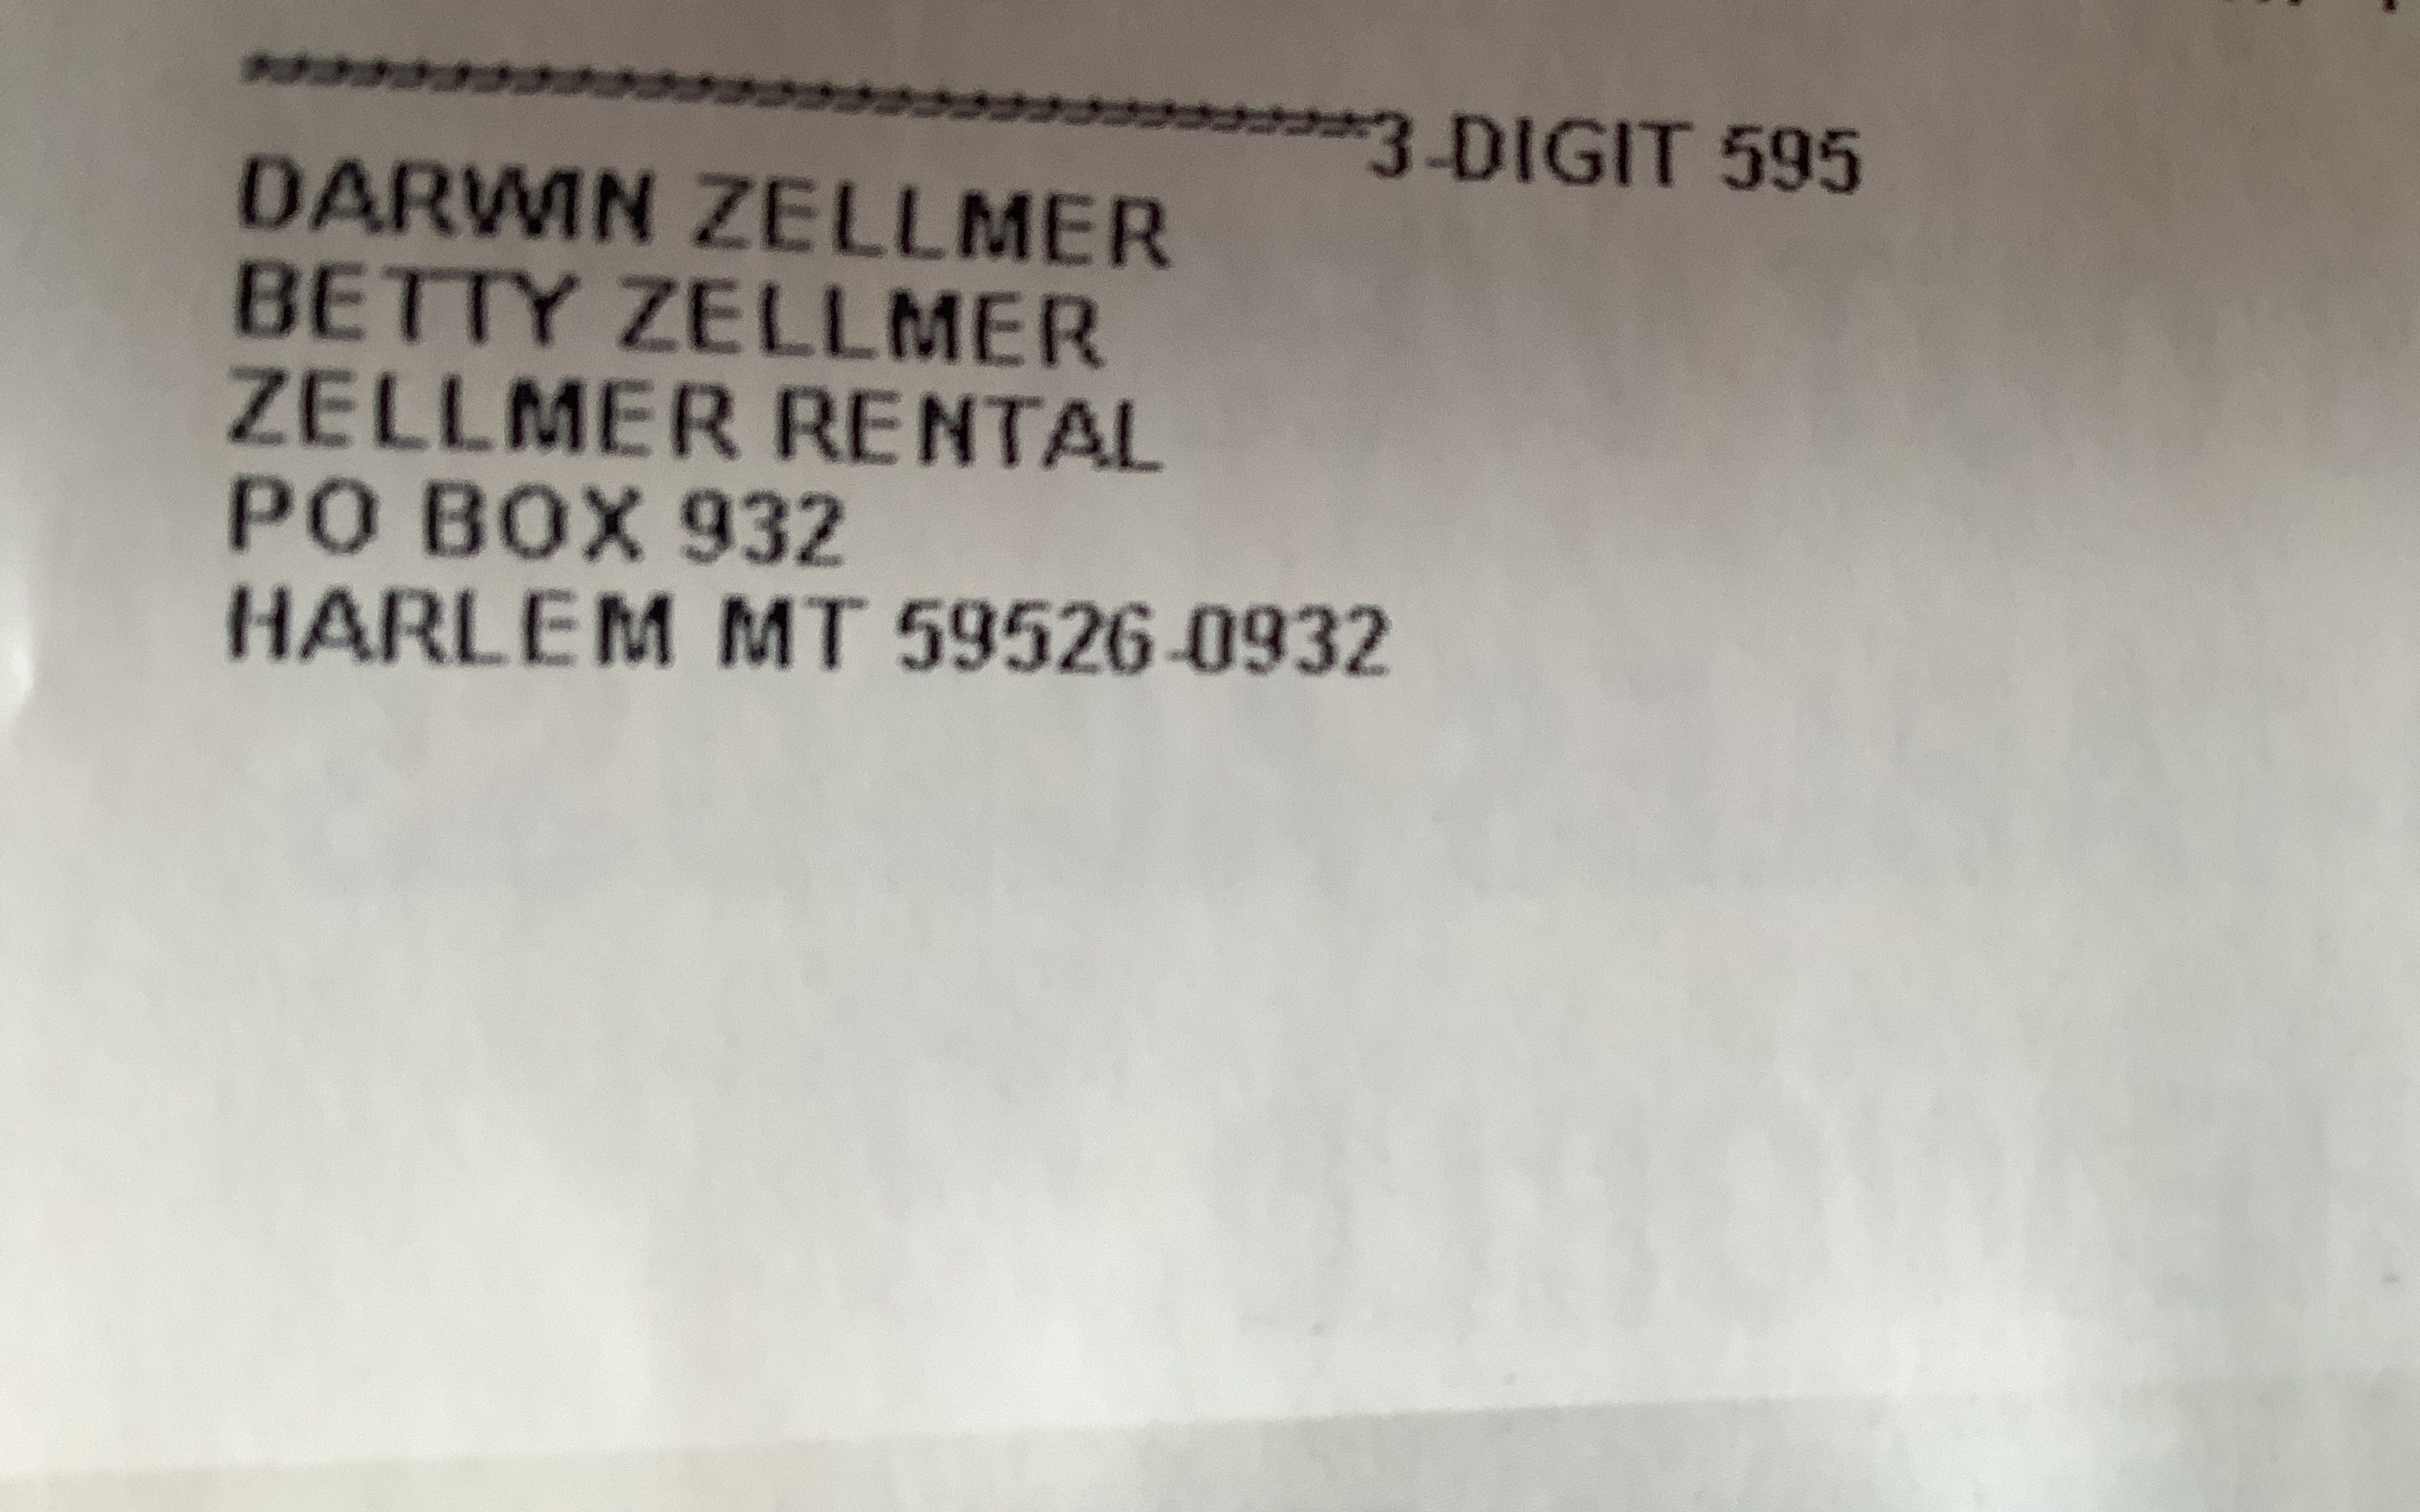 ******************************3-DIGIT 595
DARWIN ZELLMER
BETTY ZELLMER
ZELLMER RENTAL
PO BOX 932
HARLEM MT 59526-0932